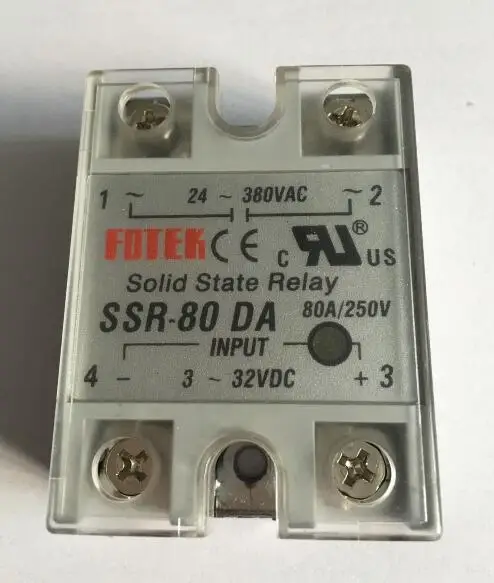 1 ~ 24 ~ 380VAC ~ 2
FOTEK CE c RU ® US
Solid State Relay
SSR-80 DA 80A/250V
INPUT
4 - 3 ~ 32VDC + 3